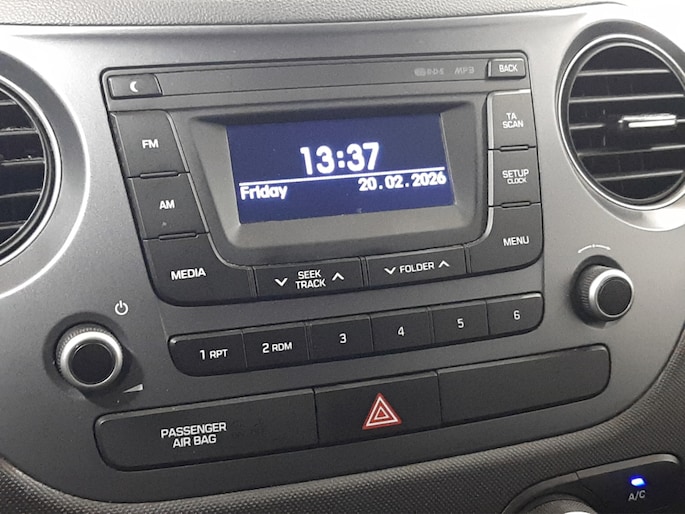 MP3
BACK
FM
TA
SCAN
13:37
Friday
20.02.2026
AM
SETUP
CLOCK
MEDIA
SEEK
TRACK
FOLDER
MENU
1 RPT
2 RDM
3
4
5
6
PASSENGER
AIR BAG
A/C